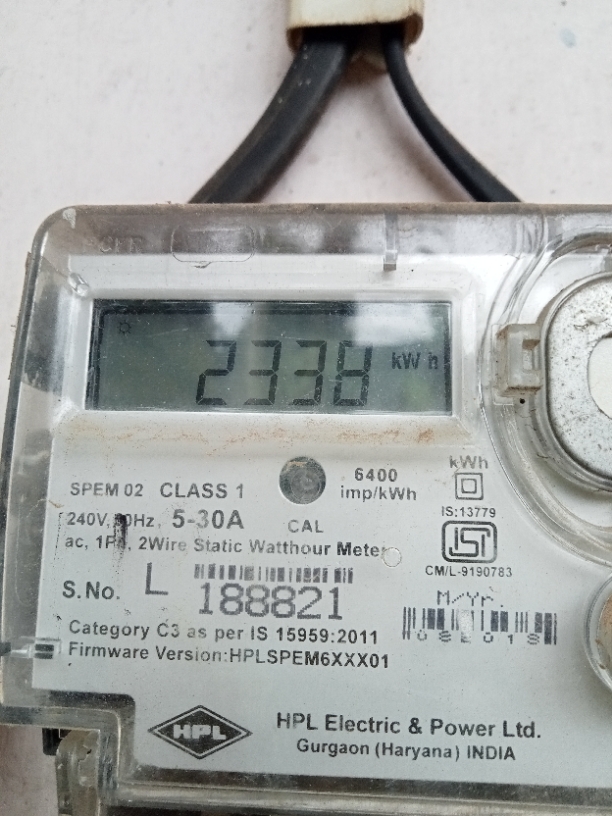 2338 kWh
6400
imp/kWh
kWh
SPEM 02 CLASS 1
IS:13779
240V, 5-30A CAL
ac, 2Wire Static Watthour Meter
ISI
CM/L-9190783
S.No. L 188821
M/Yr.
Category C3 as per IS 15959:2011
Firmware Version:HPLSPEM6XXX01
HPL
HPL Electric & Power Ltd.
Gurgaon (Haryana) INDIA